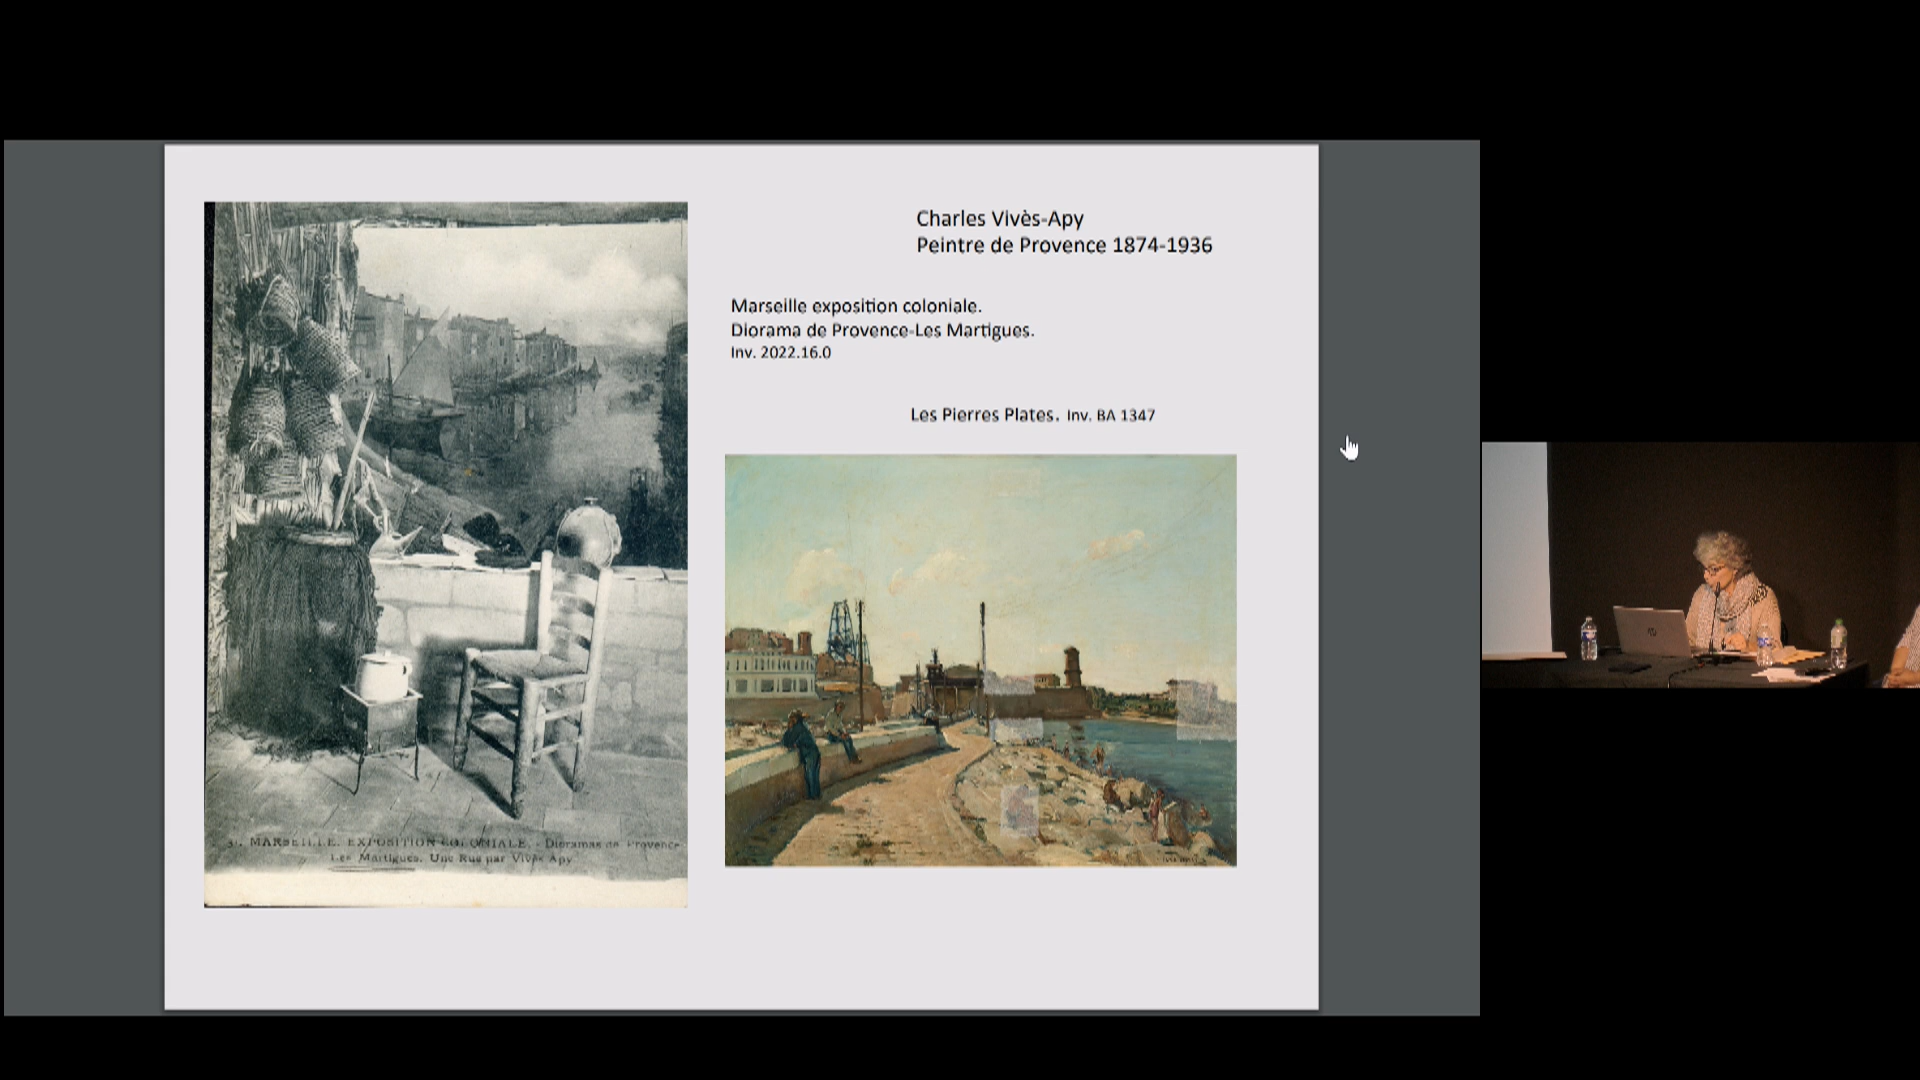 Charles Vivès-Apy
Peintre de Provence 1874-1936
Marseille exposition coloniale.
Diorama de Provence-Les Martigues.
Inv. 2022.16.0
Les Pierres Plates. Inv. BA 1347
MARSEILLE. EXPOSITION COLONIALE. - Dioramas de Provence
Les Martigues. Une Rue par Vivès Apy